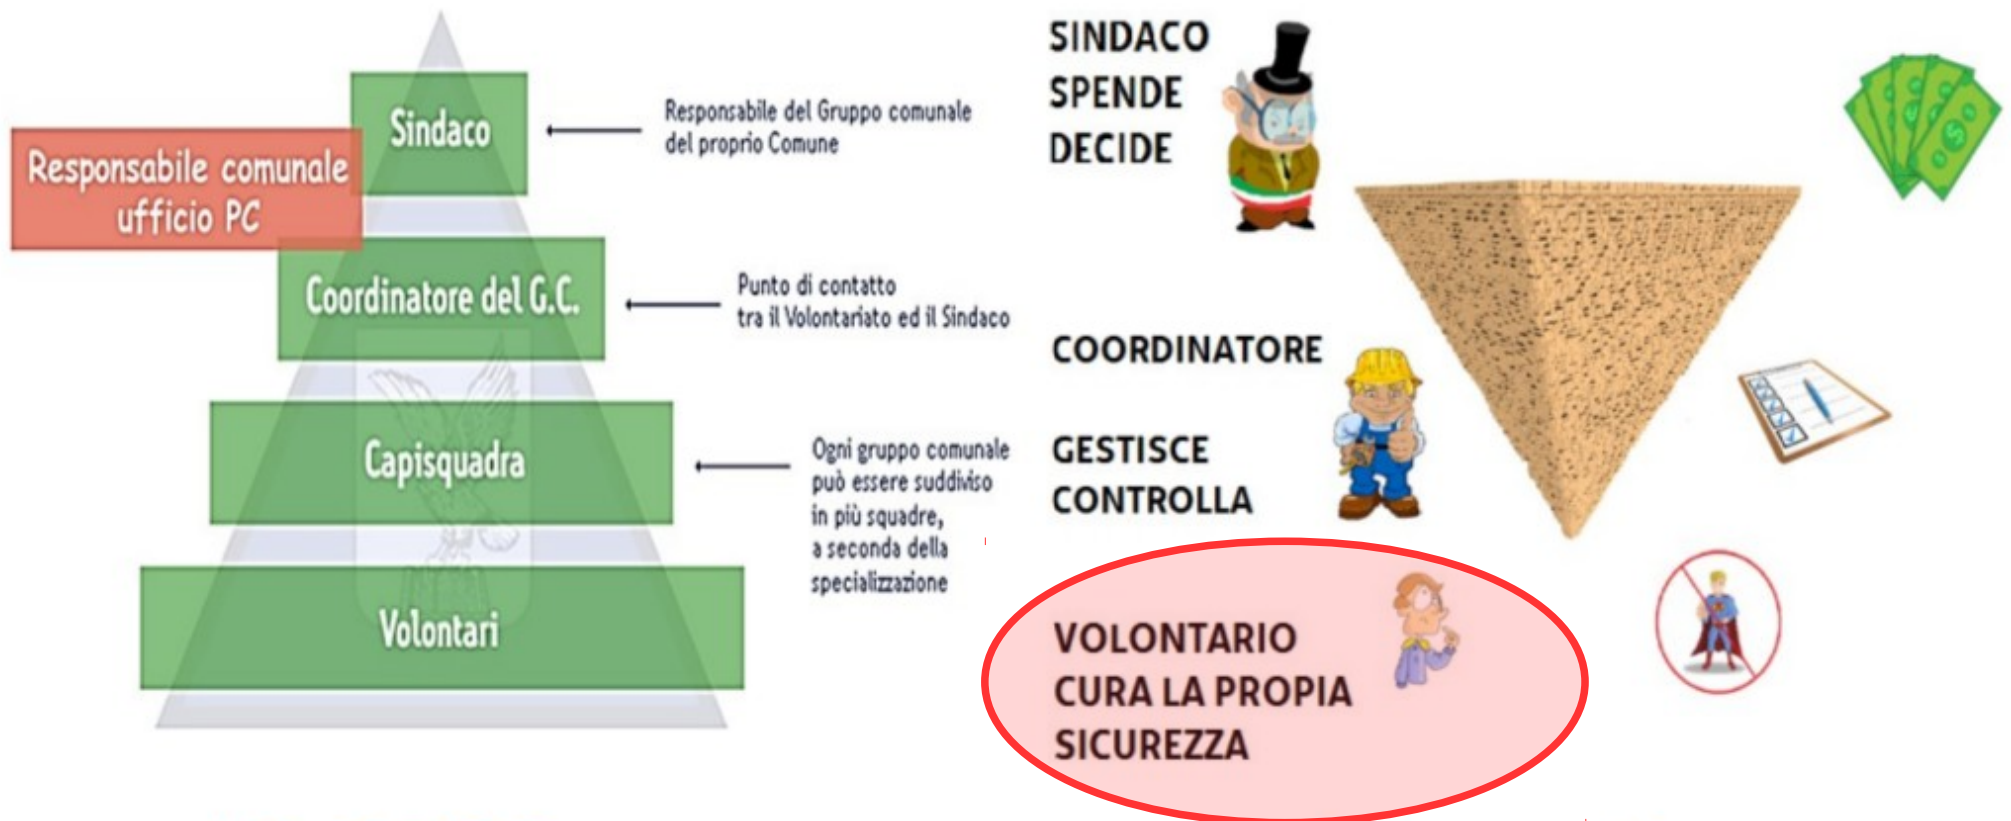 Sindaco
Responsabile comunale
ufficio PC
Coordinatore del G.C.
Capisquadra
Volontari
Responsabile del Gruppo comunale
del proprio Comune
Punto di contatto
tra il Volontariato ed il Sindaco
Ogni gruppo comunale
può essere suddiviso
in più squadre,
a seconda della
specializzazione
SINDACO
SPENDE
DECIDE
COORDINATORE
GESTISCE
CONTROLLA
VOLONTARIO
CURA LA PROPIA
SICUREZZA